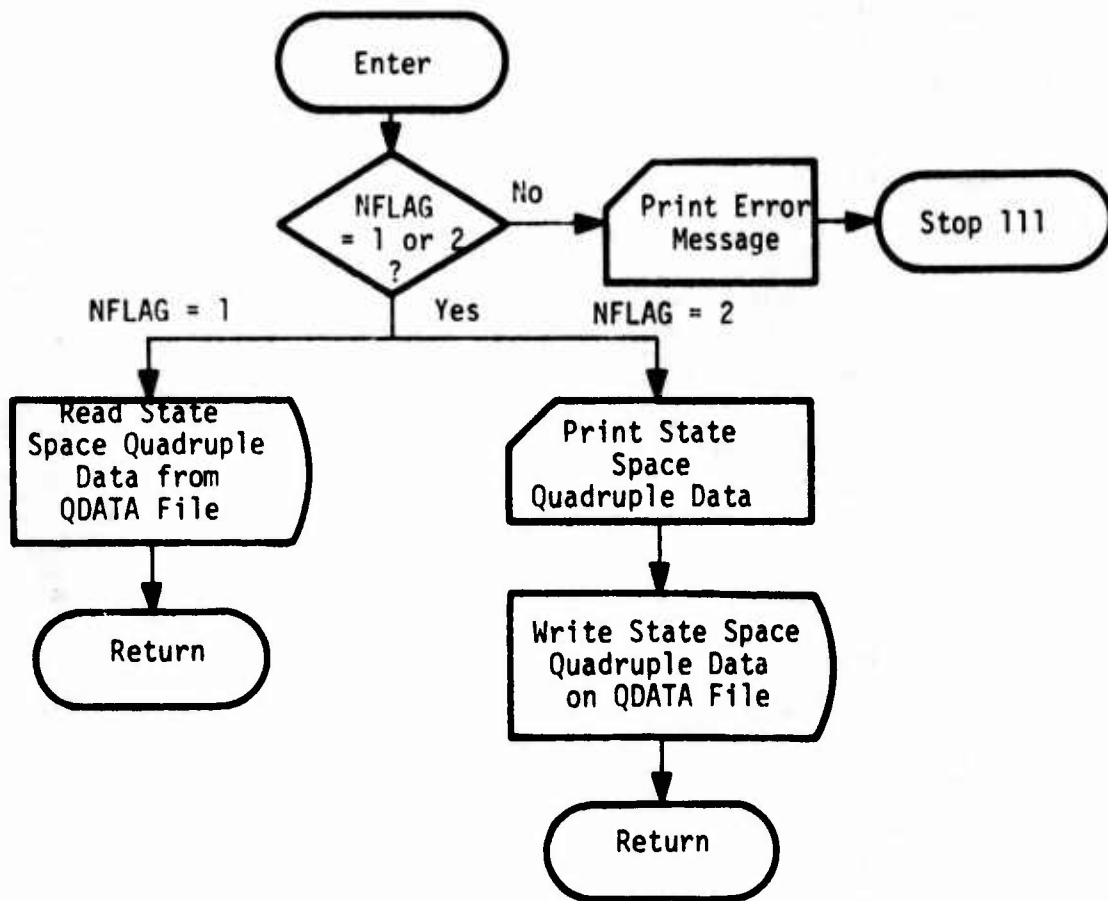 Enter
NFLAG
= 1 or 2
?
No
Print Error
Message
Stop 111
NFLAG = 1
Yes
NFLAG = 2
Read State
Space Quadruple
Data from
QDATA File
Return
Print State
Space
Quadruple Data
Write State Space
Quadruple Data
on QDATA File
Return